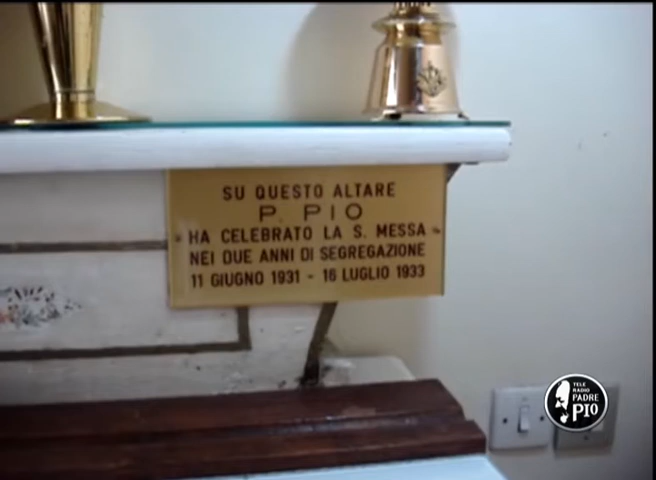 SU QUESTO ALTARE
P. PIO
HA CELEBRATO LA S. MESSA
NEI DUE ANNI DI SEGREGAZIONE
11 GIUGNO 1931 - 16 LUGLIO 1933
TELE
RADIO
PADRE
PIO